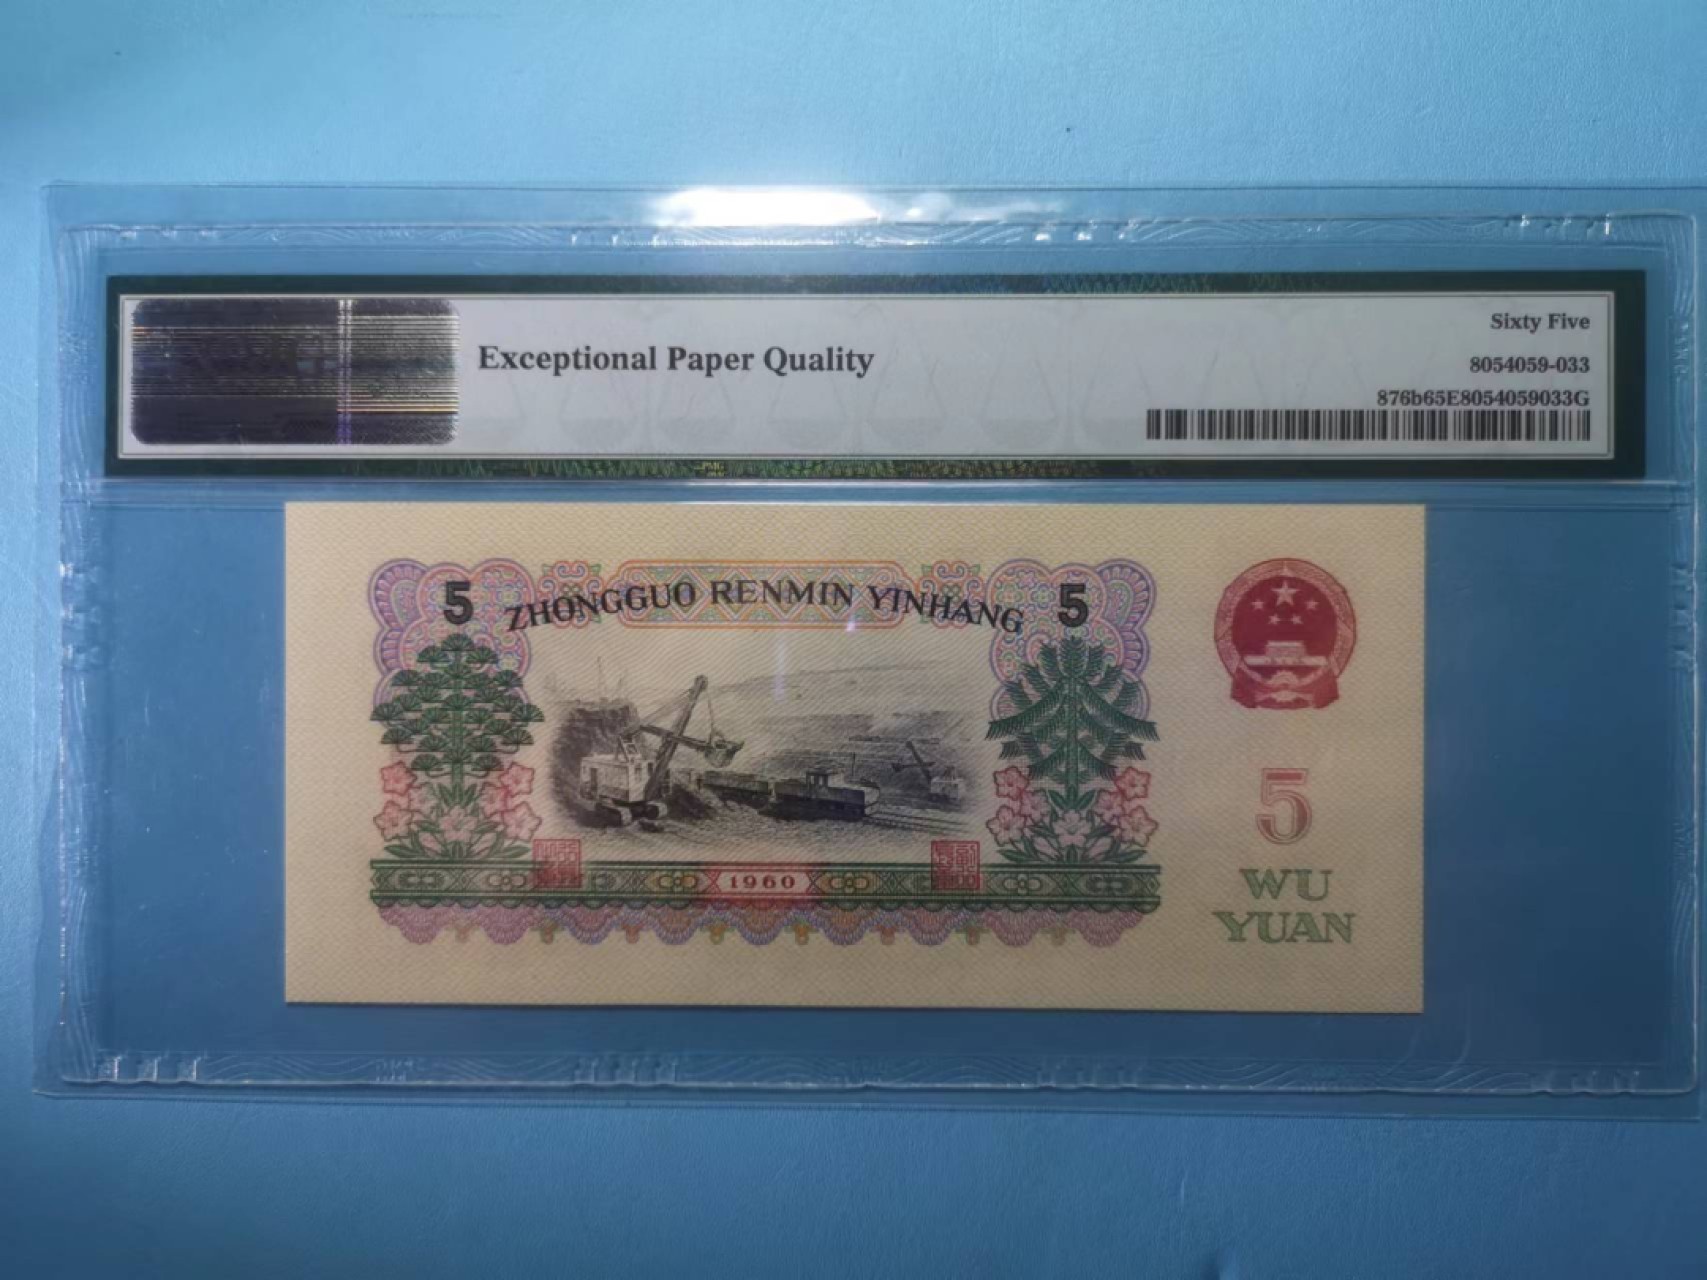 Sixty Five
Exceptional Paper Quality
8054059-033
876b65E8054059033G
5 ZHONGGUO RENMIN YINHANG 5
5
1960
WU
YUAN